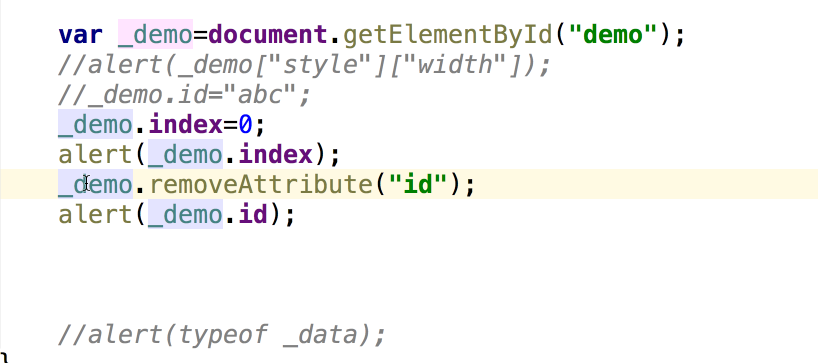 var _demo=document.getElementById("demo");
//alert(_demo["style"]["width"]);
//_demo.id="abc";
_demo.index=0;
alert(_demo.index);
_demo.removeAttribute("id");
alert(_demo.id);
//alert(typeof _data);
}